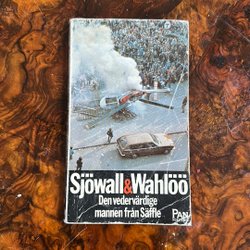 Sjöwall&Wahlöö
Den vedervärdige
mannen från Säffle
PAN